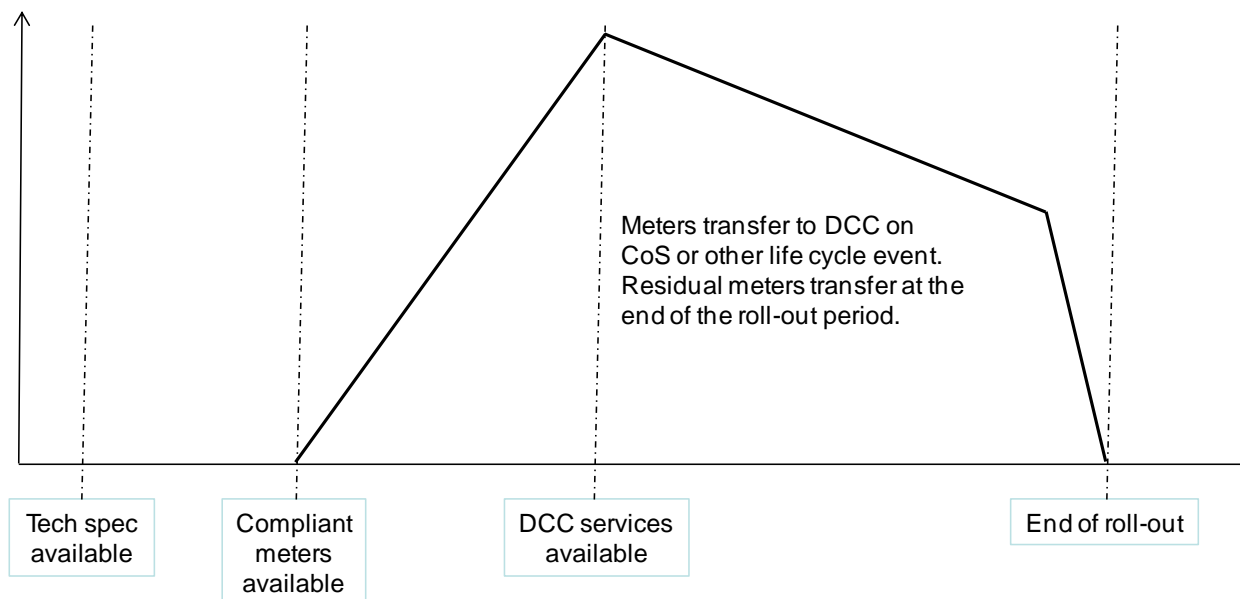 Meters transfer to DCC on
CoS or other life cycle event.
Residual meters transfer at the
end of the roll-out period.
Tech spec
available
Compliant
meters
available
DCC services
available
End of roll-out